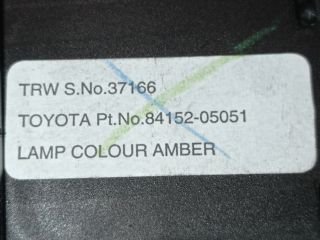 TRW S.No.37166
TOYOTA Pt.No.84152-05051
LAMP COLOUR AMBER